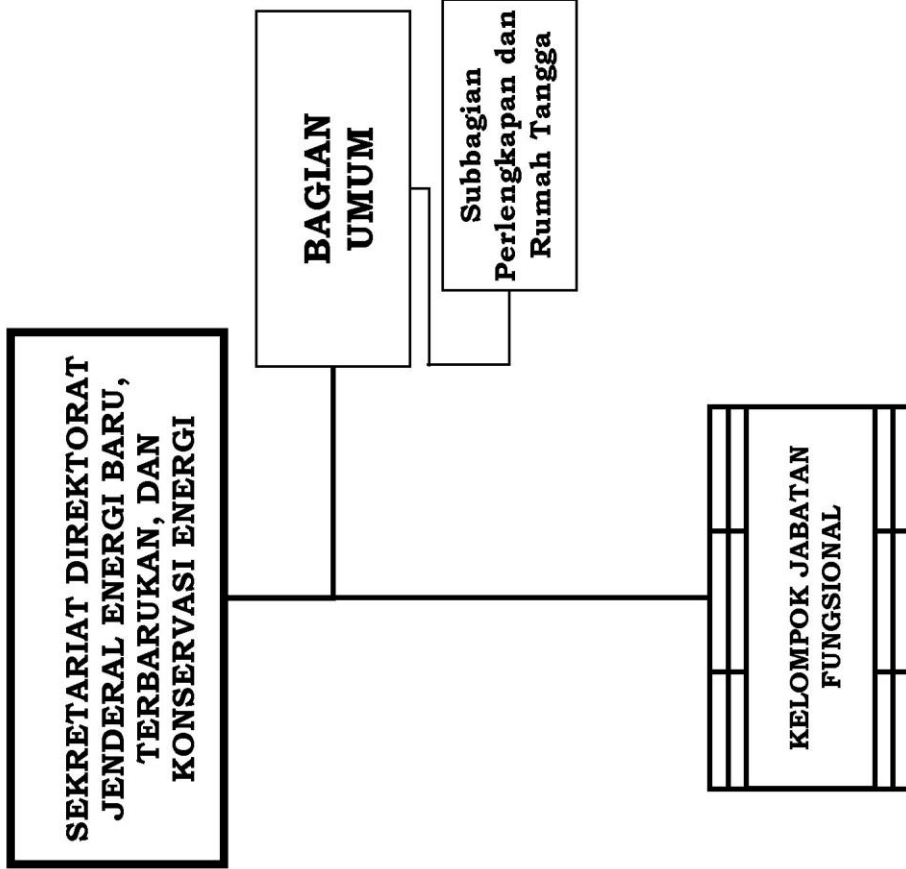 SEKRETARIAT DIREKTORAT
JENDERAL ENERGI BARU,
TERBARUKAN, DAN
KONSERVASI ENERGI
BAGIAN
UMUM
Subbagian
Perlengkapan dan
Rumah Tangga
KELOMPOK JABATAN
FUNGSIONAL